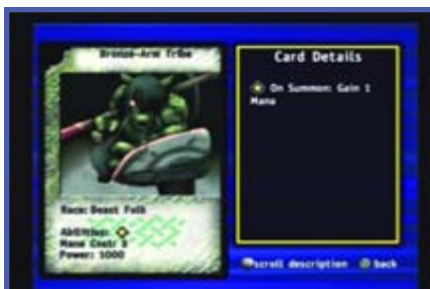 Bronze-Arm Tribe
Race: Beast Folk
Abilities:
Mana Cost: 3
Power: 1000
Card Details
On Summon: Gain 1
Mana
scroll description
back